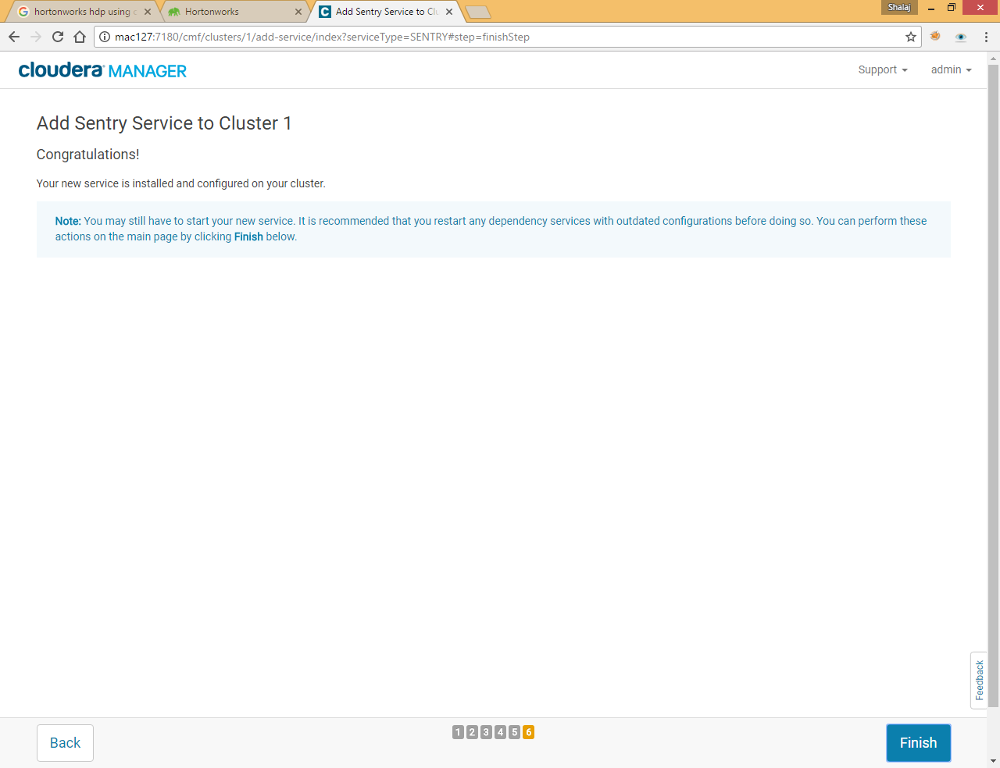 hortonworks hdp using
Hortonworks
Add Sentry Service to Clu
Shalaj
mac127:7180/cmf/clusters/1/add-service/index?serviceType=SENTRY#step=finishStep
cloudera MANAGER
Support
admin
Add Sentry Service to Cluster 1
Congratulations!
Your new service is installed and configured on your cluster.
Note: You may still have to start your new service. It is recommended that you restart any dependency services with outdated configurations before doing so. You can perform these
actions on the main page by clicking Finish below.
Feedback
Back
1 2 3 4 5 6
Finish